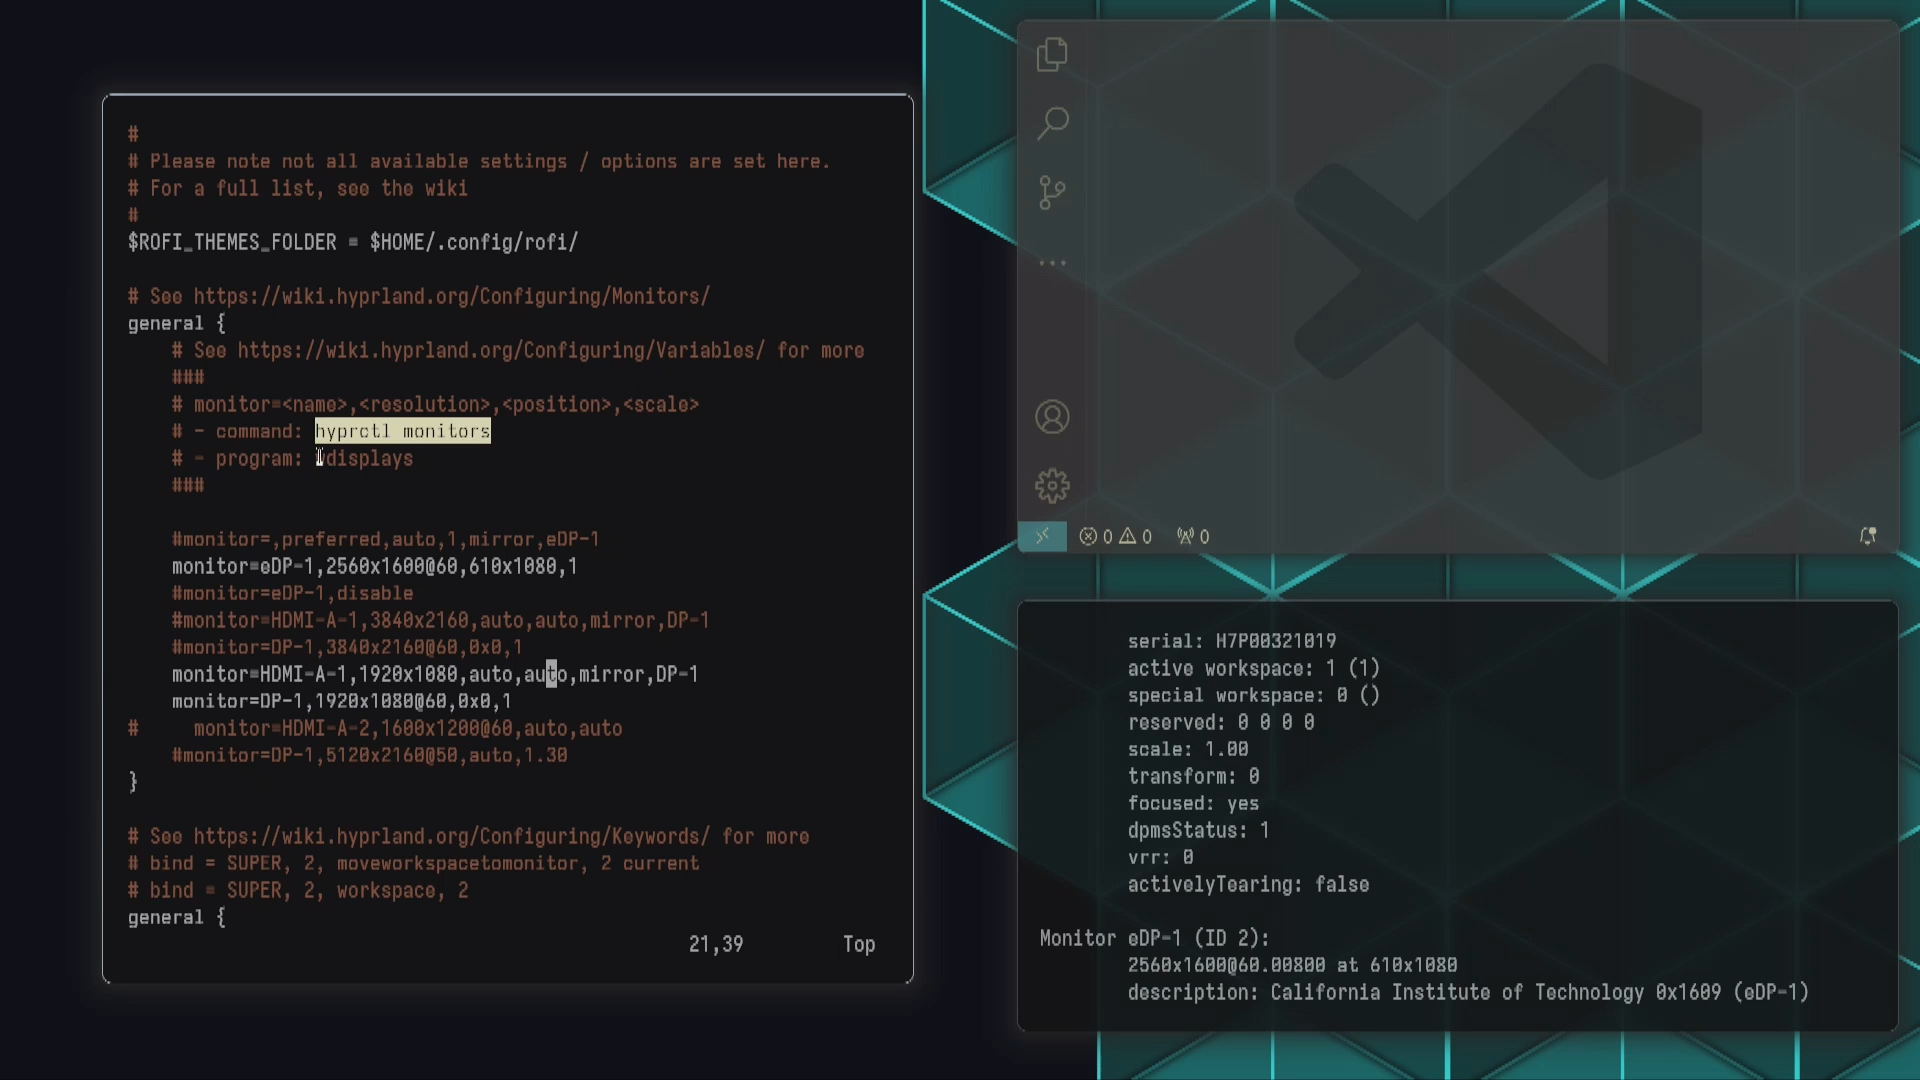 #
# Please note not all available settings / options are set here.
# For a full list, see the wiki
#
$ROFI_THEMES_FOLDER = $HOME/.config/rofi/
# See https://wiki.hyprland.org/Configuring/Monitors/
general {
# See https://wiki.hyprland.org/Configuring/Variables/ for more
###
# monitor=<name>,<resolution>,<position>,<scale>
# - command: hyprctl monitors
# - program: wdisplays
###
#monitor=,preferred,auto,1,mirror,eDP-1
monitor=eDP-1,2560x1600@60,610x1080,1
#monitor=eDP-1,disable
#monitor=HDMI-A-1,3840x2160,auto,auto,mirror,DP-1
#monitor=DP-1,3840x2160@60,0x0,1
monitor=HDMI-A-1,1920x1080,auto,auto,mirror,DP-1
monitor=DP-1,1920x1080@60,0x0,1
# monitor=HDMI-A-2,1600x1200@60,auto,auto
#monitor=DP-1,5120x2160@50,auto,1.30
}
# See https://wiki.hyprland.org/Configuring/Keywords/ for more
# bind = SUPER, 2, moveworkspacetomonitor, 2 current
# bind = SUPER, 2, workspace, 2
general {
21,39 Top
0 0 0
serial: H7P00321019
active workspace: 1 (1)
special workspace: 0 ()
reserved: 0 0 0 0
scale: 1.00
transform: 0
focused: yes
dpmsStatus: 1
vrr: 0
activelyTearing: false
Monitor eDP-1 (ID 2):
2560x1600@60.00800 at 610x1080
description: California Institute of Technology 0x1609 (eDP-1)